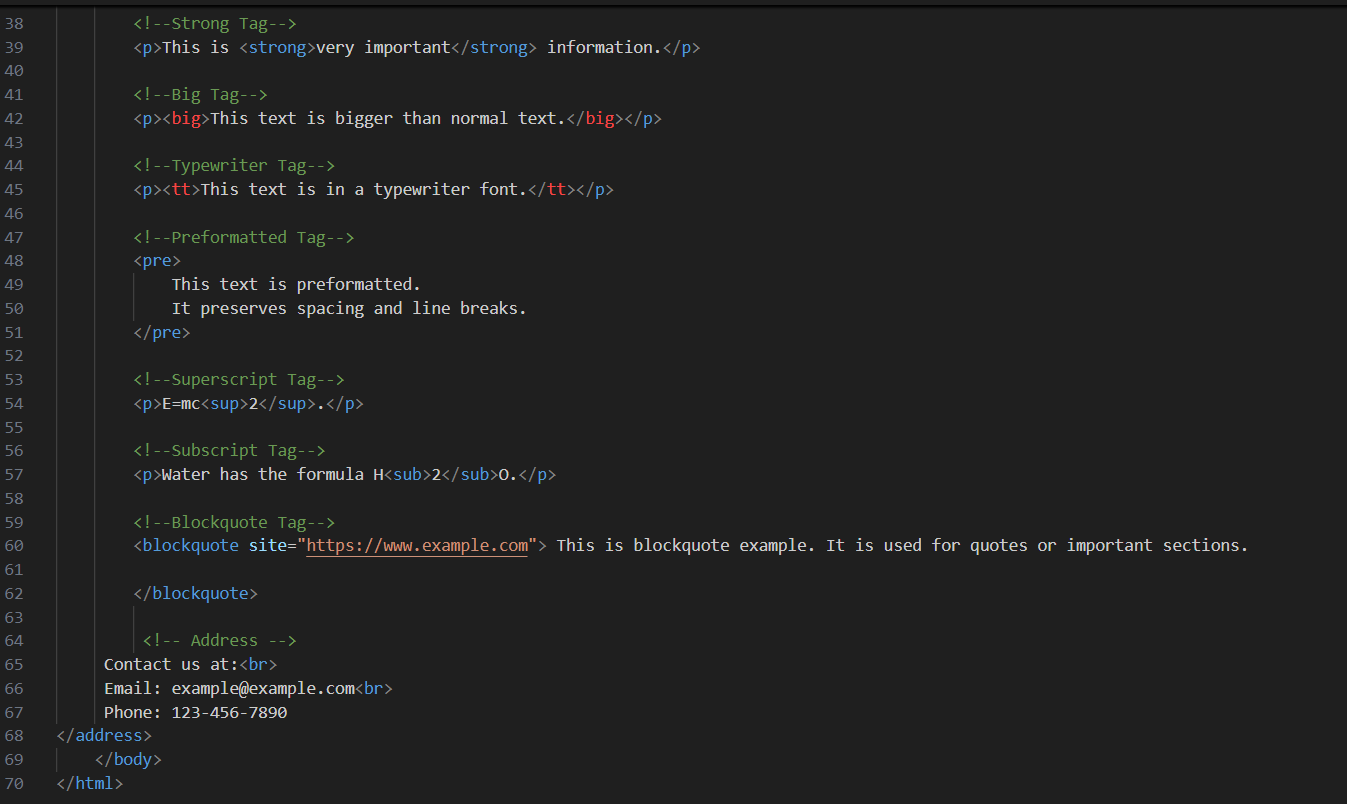 38 <!--Strong Tag-->
39 <p>This is <strong>very important</strong> information.</p>
40
41 <!--Big Tag-->
42 <p><big>This text is bigger than normal text.</big></p>
43
44 <!--Typewriter Tag-->
45 <p><tt>This text is in a typewriter font.</tt></p>
46
47 <!--Preformatted Tag-->
48 <pre>
49 This text is preformatted.
50 It preserves spacing and line breaks.
51 </pre>
52
53 <!--Superscript Tag-->
54 <p>E=mc<sup>2</sup>.</p>
55
56 <!--Subscript Tag-->
57 <p>Water has the formula H<sub>2</sub>O.</p>
58
59 <!--Blockquote Tag-->
60 <blockquote site="https://www.example.com"> This is blockquote example. It is used for quotes or important sections.
61
62 </blockquote>
63
64 <!-- Address -->
65 Contact us at:<br>
66 Email: example@example.com<br>
67 Phone: 123-456-7890
68 </address>
69 </body>
70 </html>